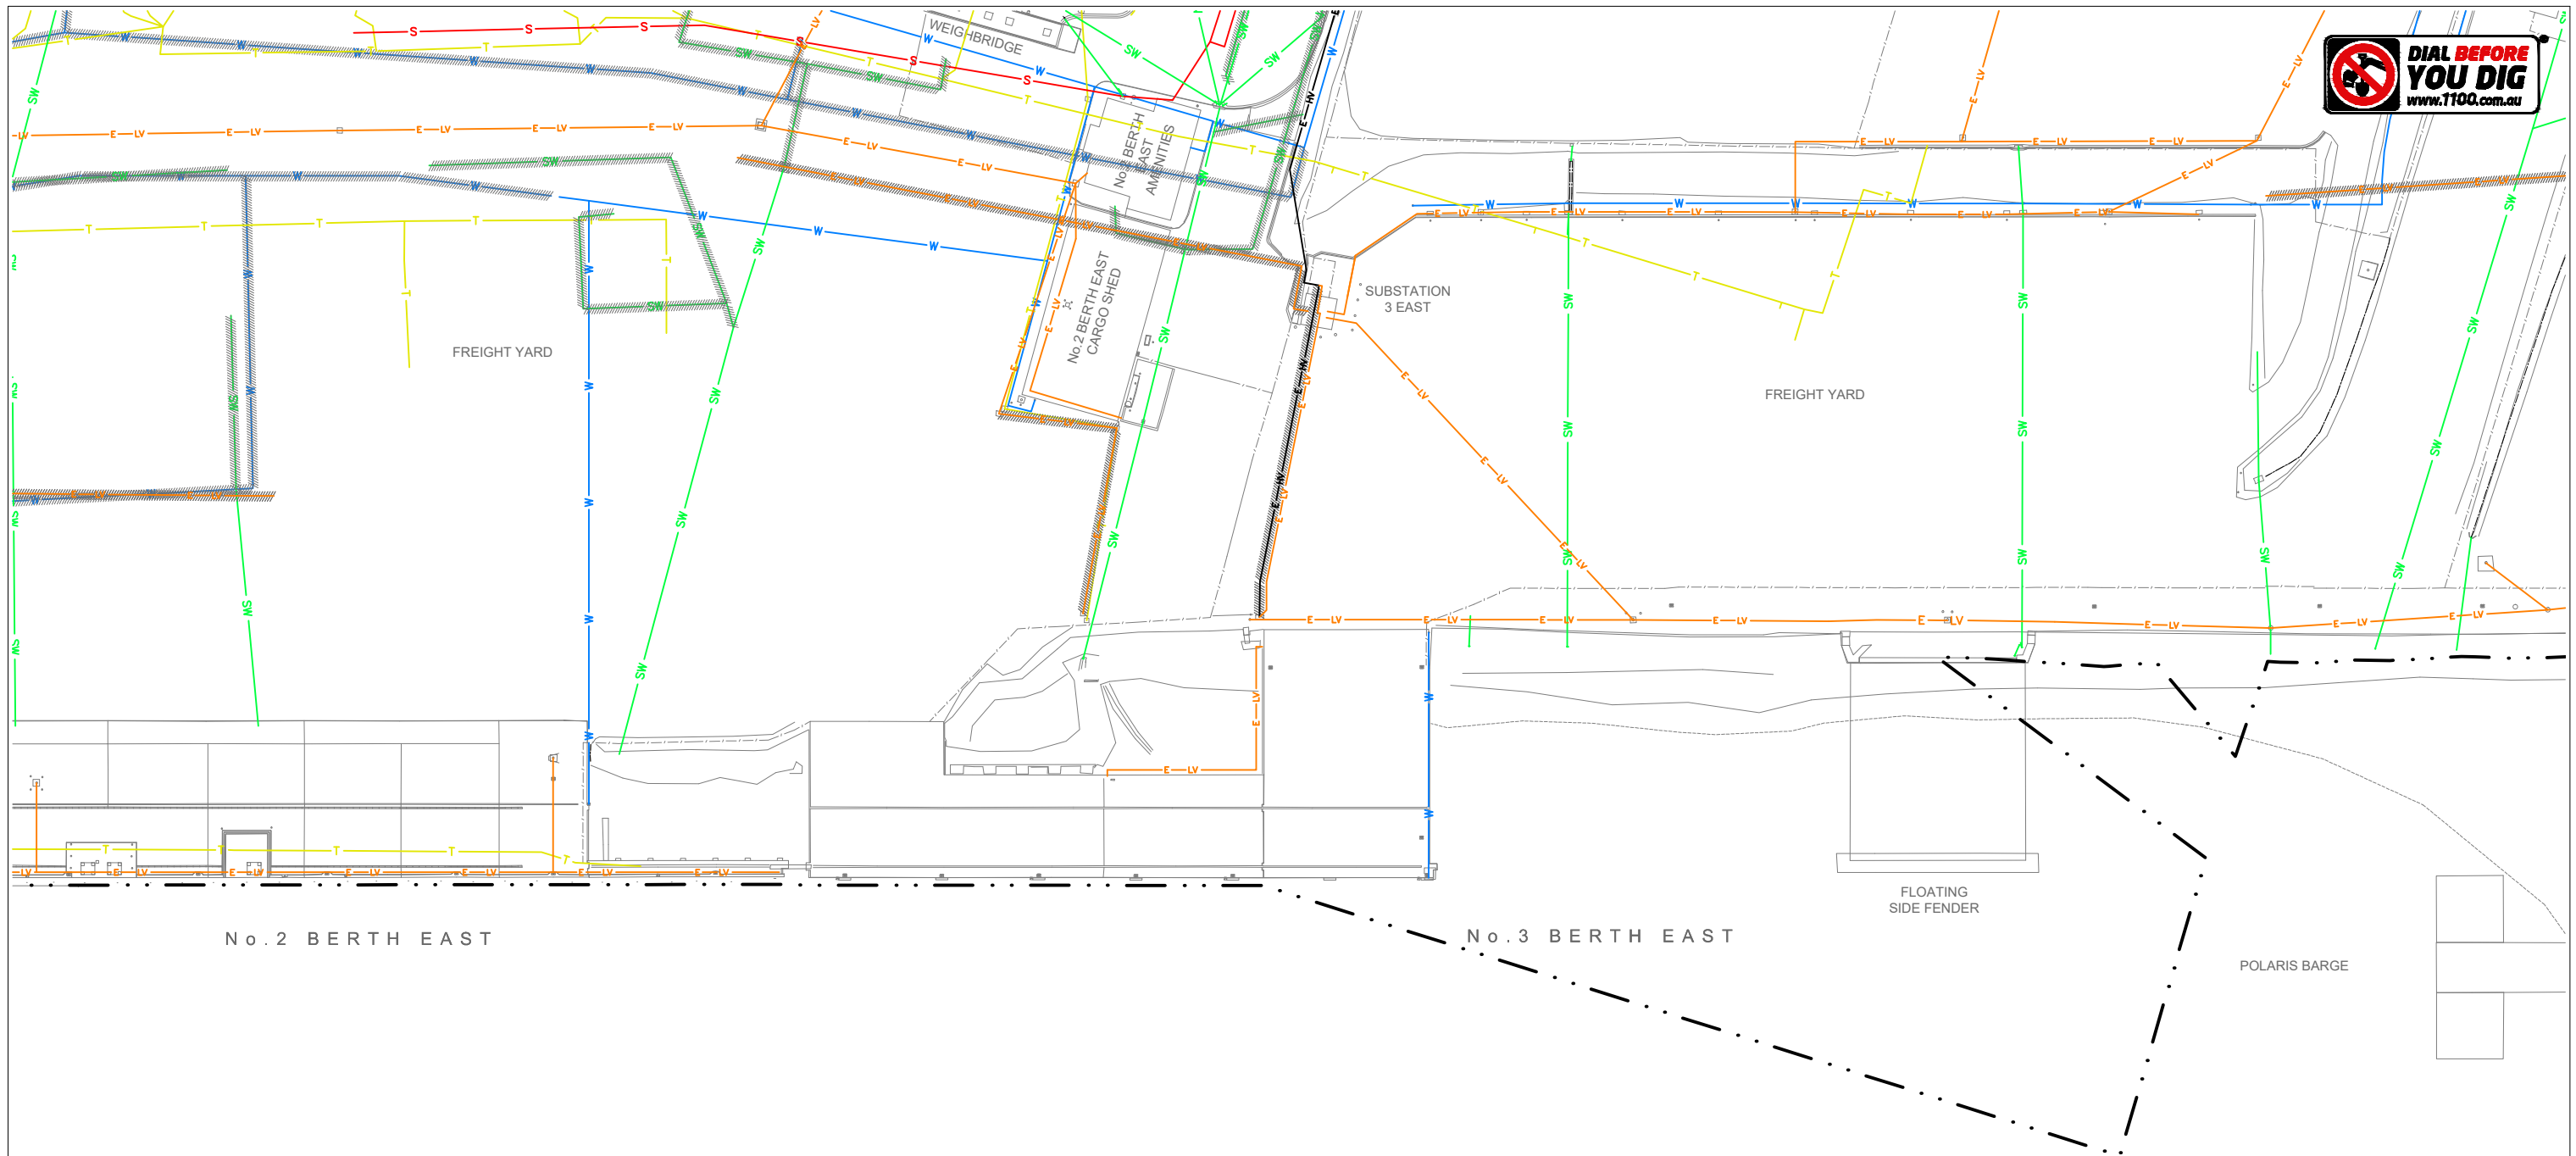 WEIGHBRIDGE
DIAL BEFORE
YOU DIG
www.1100.com.au
No.2 BERTH
EAST
AMENITIES
No.2 BERTH EAST
CARGO SHED
SUBSTATION
3 EAST
FREIGHT YARD
FREIGHT YARD
FLOATING
SIDE FENDER
No.2 BERTH EAST
No.3 BERTH EAST
POLARIS BARGE